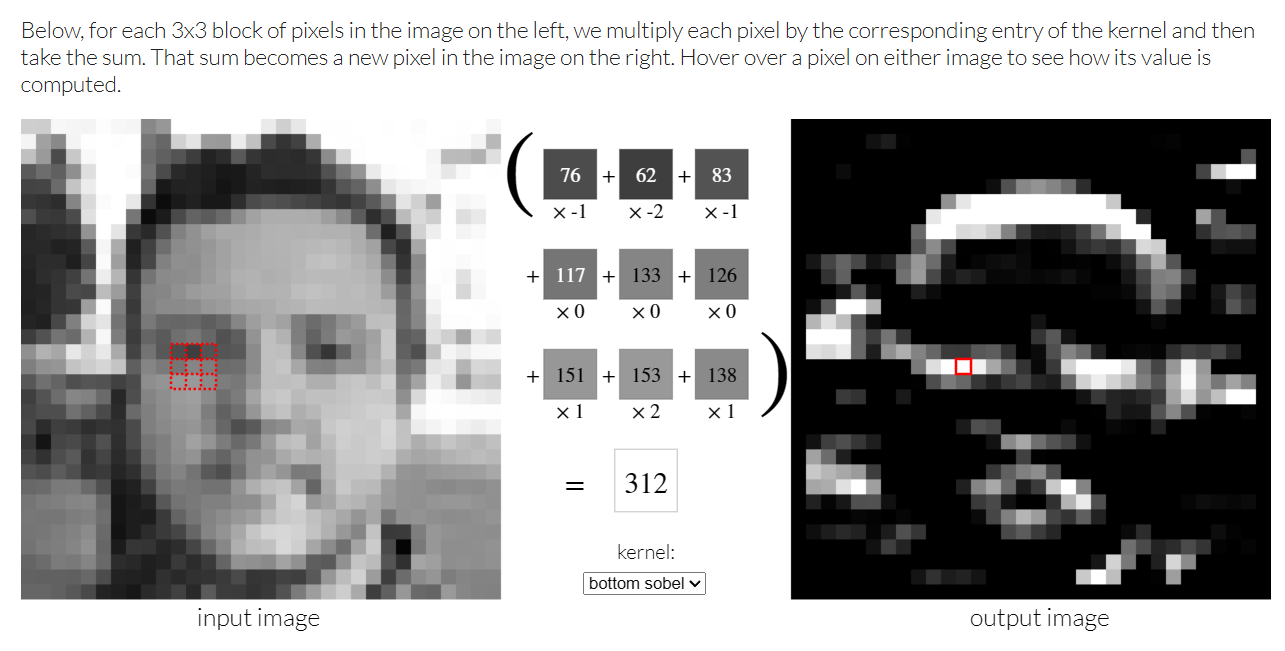 Below, for each 3x3 block of pixels in the image on the left, we multiply each pixel by the corresponding entry of the kernel and then
take the sum. That sum becomes a new pixel in the image on the right. Hover over a pixel on either image to see how its value is
computed.
( 76 + 62 + 83
× -1 × -2 × -1
+ 117 + 133 + 126
× 0 × 0 × 0
+ 151 + 153 + 138 )
× 1 × 2 × 1
= 312
kernel:
bottom sobel
input image
output image